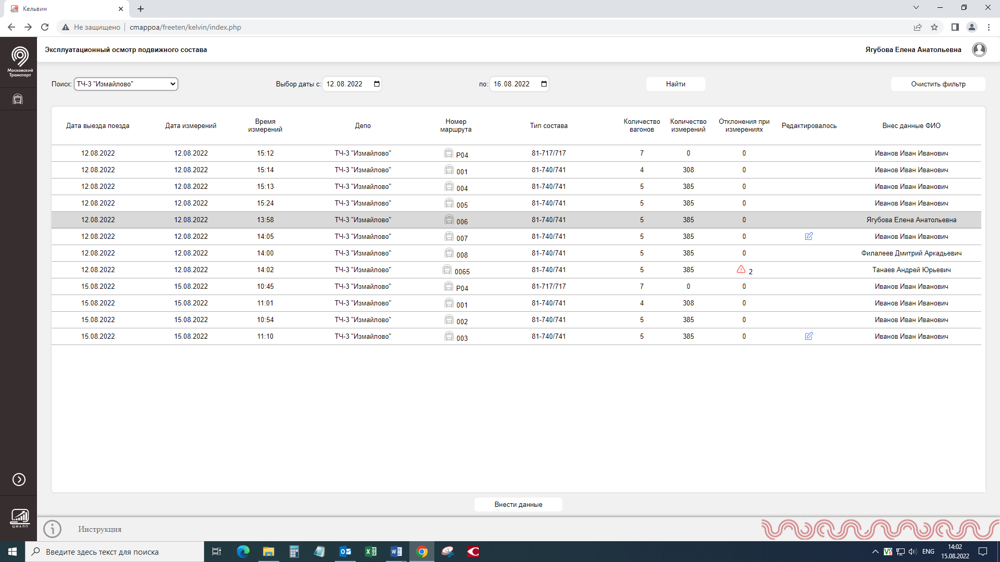 Кельвин
Не защищено
cmappoa/freeten/kelvin/index.php
Московский
Транспорт
Эксплуатационный осмотр подвижного состава
Ягубова Елена Анатольевна
Поиск: ТЧ-3 "Измайлово" Выбор даты с: 12.08.2022 по: 16.08.2022 Найти Очистить фильтр
Дата выезда поезда Дата измерений Время измерений Депо Номер маршрута Тип состава Количество вагонов Количество измерений Отклонения при измерениях Редактировалось Внес данные ФИО
12.08.2022 12.08.2022 15:12 ТЧ-3 "Измайлово" Р04 81-717/717 7 0 0 Иванов Иван Иванович
12.08.2022 12.08.2022 15:14 ТЧ-3 "Измайлово" 001 81-740/741 4 308 0 Иванов Иван Иванович
12.08.2022 12.08.2022 15:13 ТЧ-3 "Измайлово" 004 81-740/741 5 385 0 Иванов Иван Иванович
12.08.2022 12.08.2022 15:24 ТЧ-3 "Измайлово" 005 81-740/741 5 385 0 Иванов Иван Иванович
12.08.2022 12.08.2022 13:58 ТЧ-3 "Измайлово" 006 81-740/741 5 385 0 Ягубова Елена Анатольевна
12.08.2022 12.08.2022 14:05 ТЧ-3 "Измайлово" 007 81-740/741 5 385 0 Иванов Иван Иванович
12.08.2022 12.08.2022 14:00 ТЧ-3 "Измайлово" 008 81-740/741 5 385 0 Филалеев Дмитрий Аркадьевич
12.08.2022 12.08.2022 14:02 ТЧ-3 "Измайлово" 0065 81-740/741 5 385 2 Танаев Андрей Юрьевич
15.08.2022 15.08.2022 10:45 ТЧ-3 "Измайлово" Р04 81-717/717 7 0 0 Иванов Иван Иванович
15.08.2022 15.08.2022 11:01 ТЧ-3 "Измайлово" 001 81-740/741 4 308 0 Иванов Иван Иванович
15.08.2022 15.08.2022 10:54 ТЧ-3 "Измайлово" 002 81-740/741 5 385 0 Иванов Иван Иванович
15.08.2022 15.08.2022 11:10 ТЧ-3 "Измайлово" 003 81-740/741 5 385 0 Иванов Иван Иванович
Внести данные
ЦМАПП
Инструкция
Введите здесь текст для поиска
ENG
14:02
15.08.2022